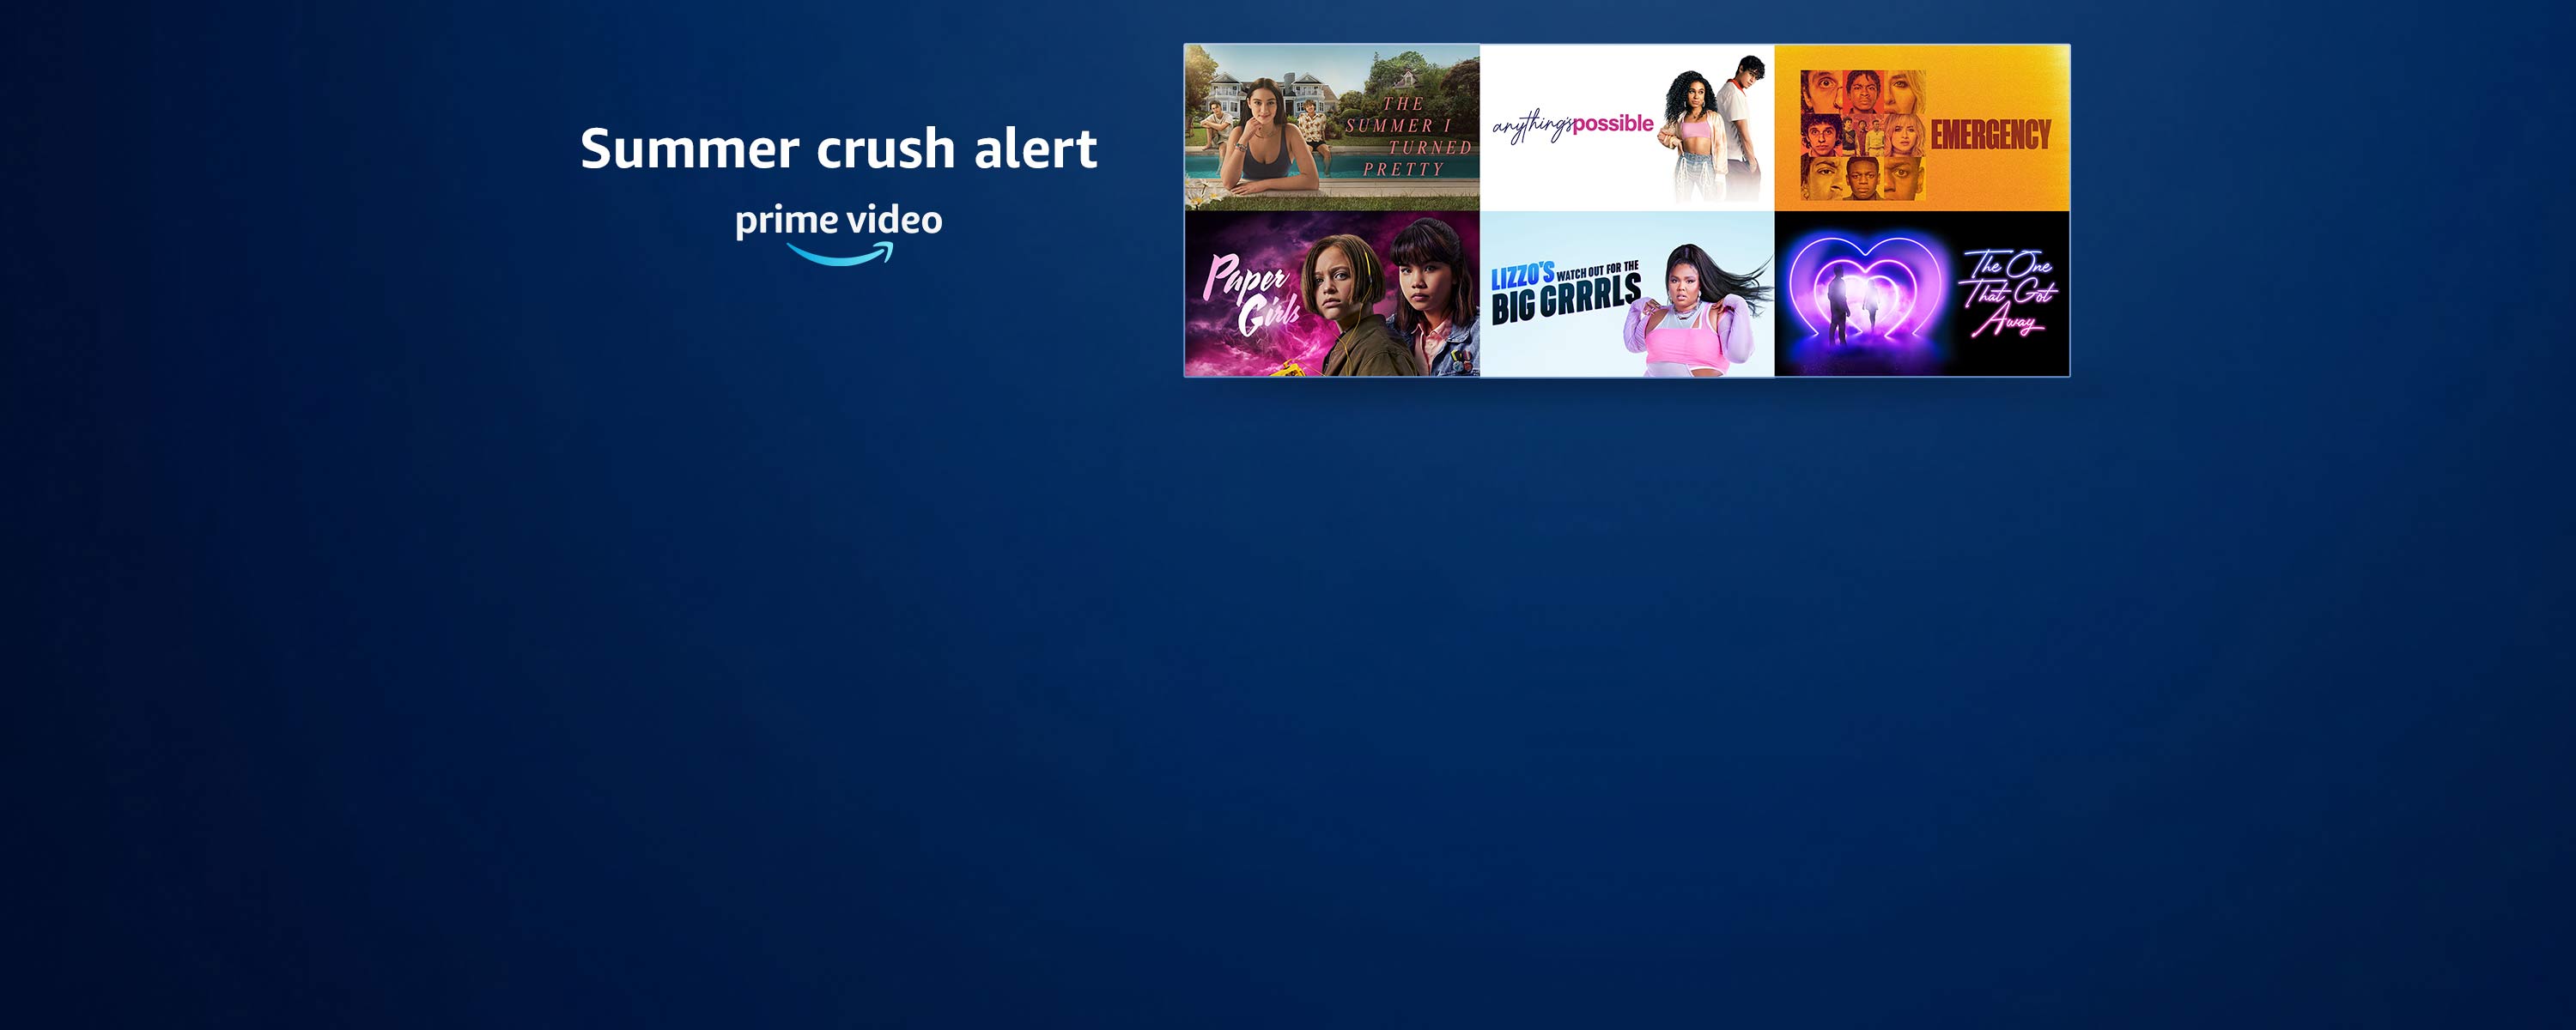 Summer crush alert
prime video
THE
SUMMER I
TURNED
PRETTY
anything'spossible
EMERGENCY
Paper
Girls
LIZZO'S WATCH OUT FOR THE
BIG GRRRLS
The One
That Got
Away